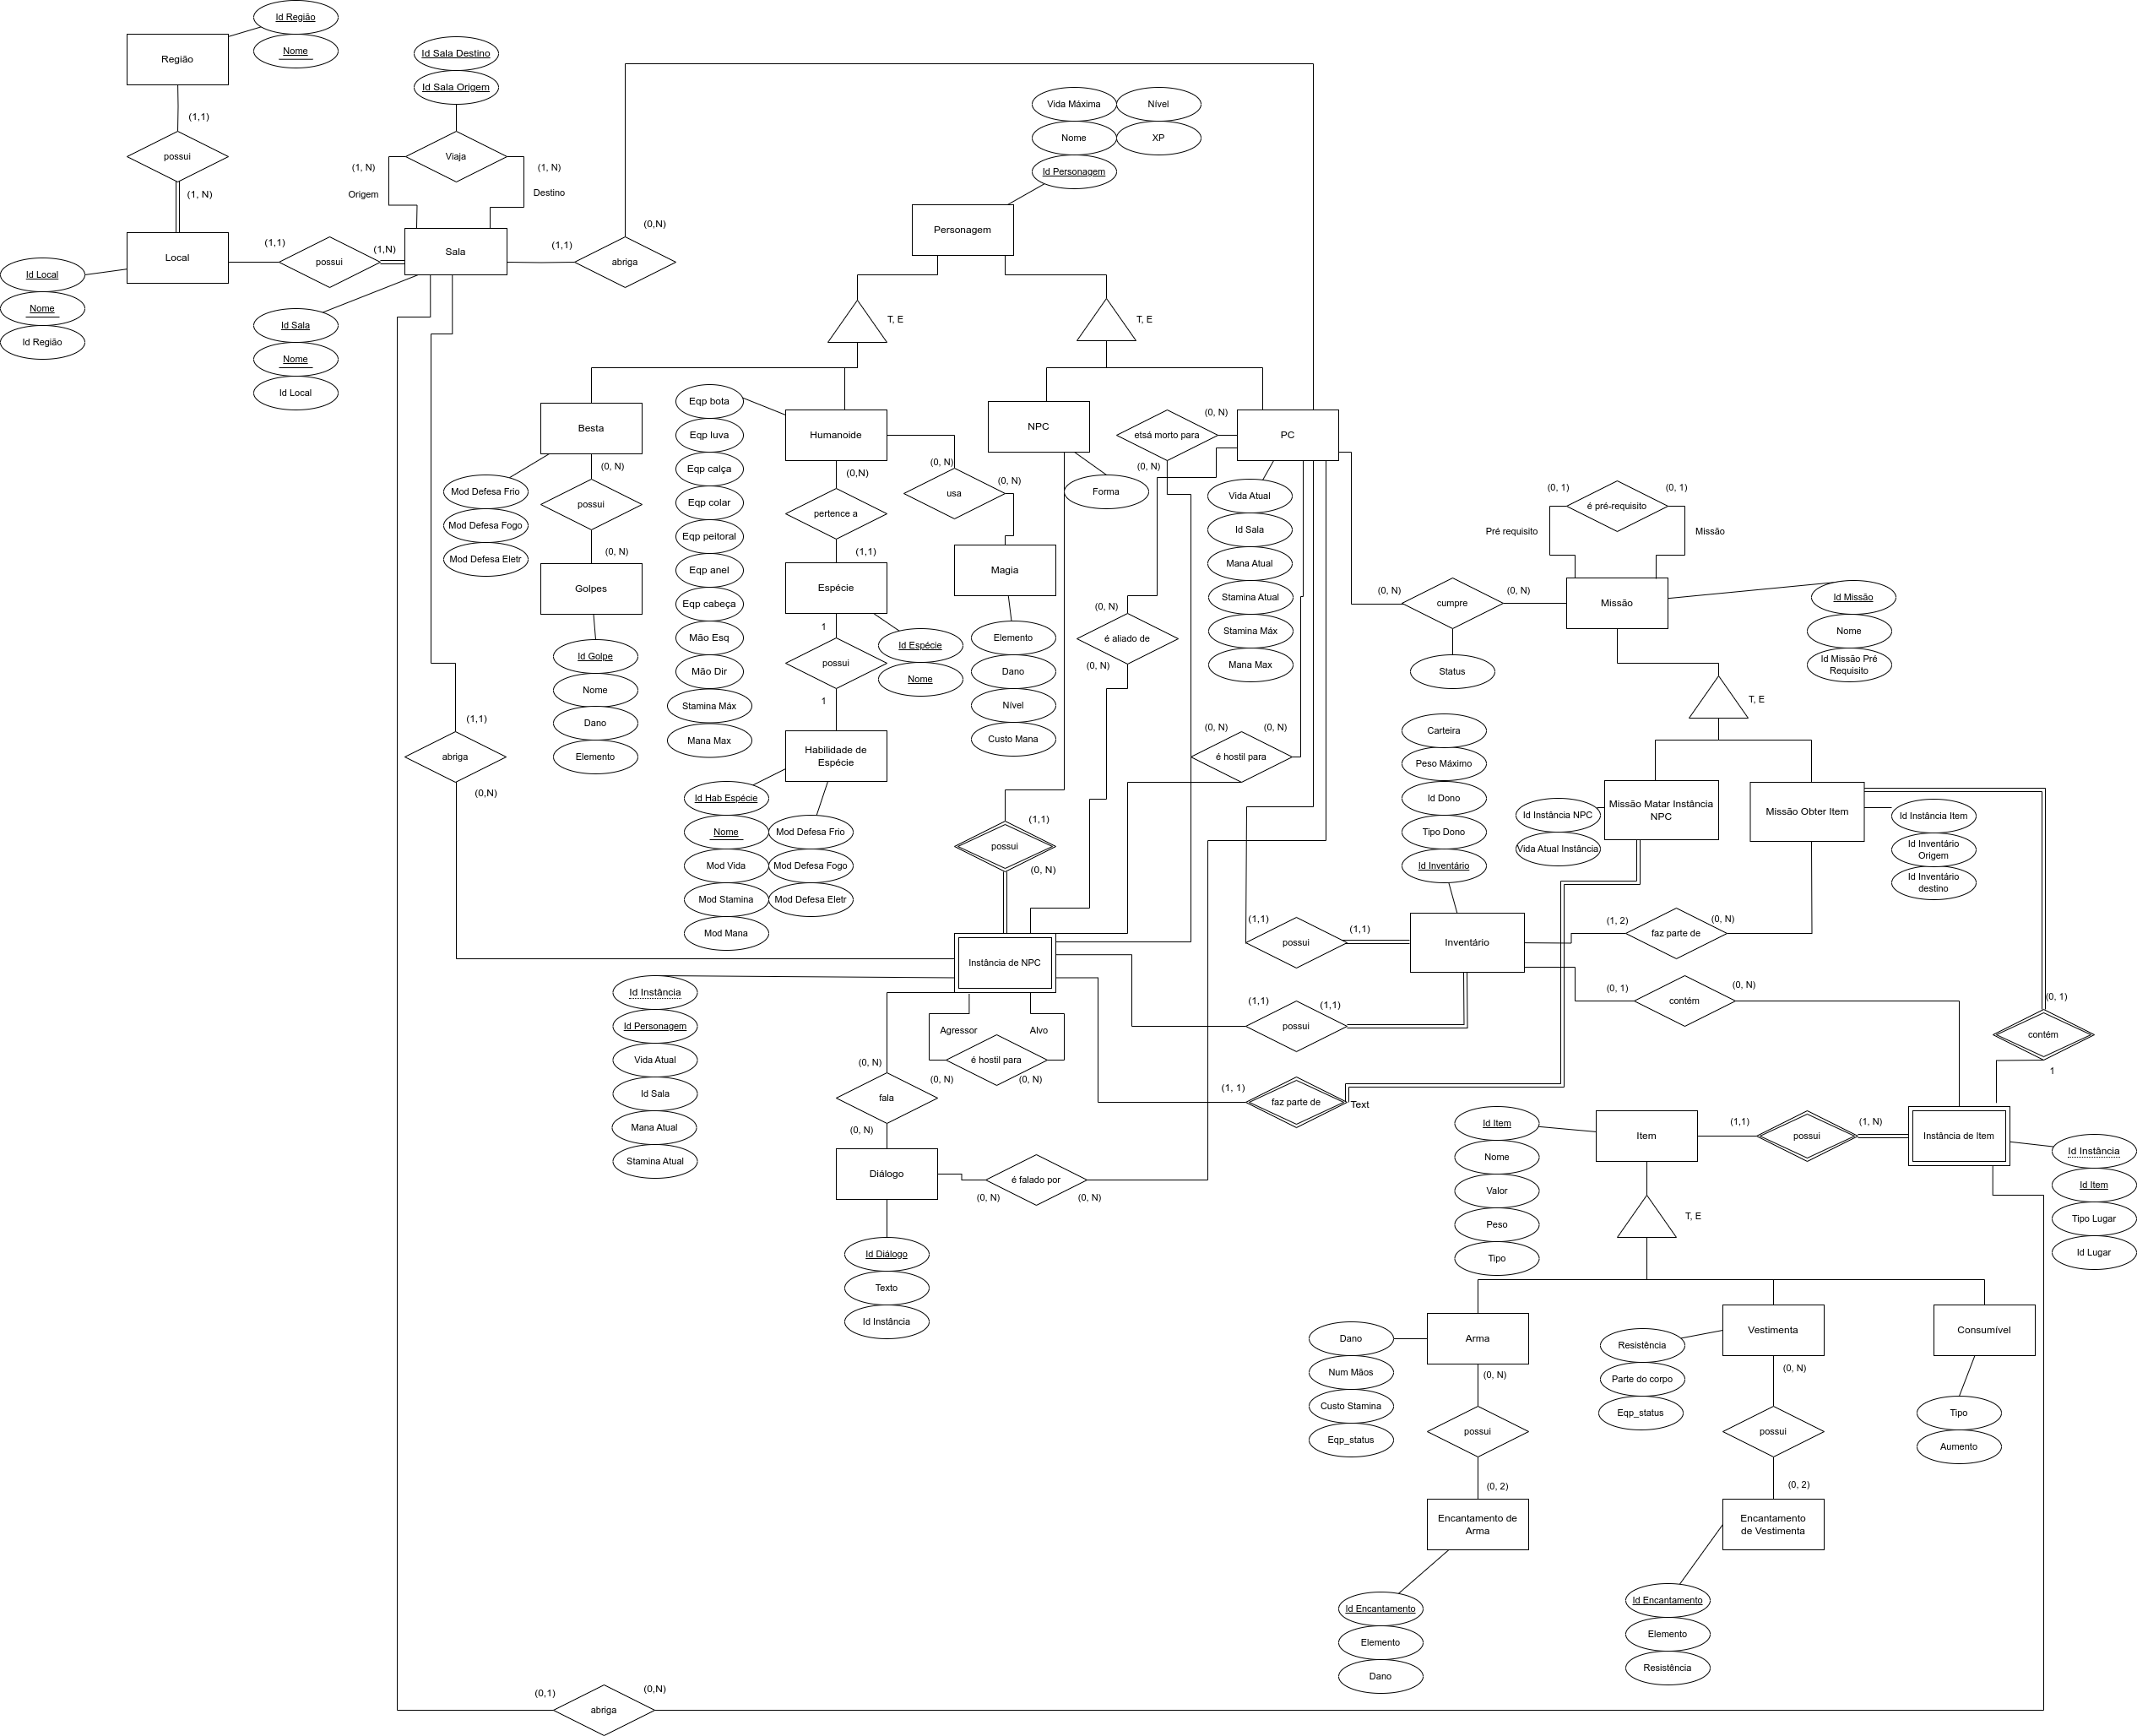 Id Região
Nome
Região
(1,1)
possui
(1, N)
Local
Id Local
Nome
Id Região
(1,1)
possui
(1,N)
Id Sala Destino
Id Sala Origem
Viaja
(1, N)
Origem
(1, N)
Destino
Sala
Id Sala
Nome
Id Local
(1,1)
abriga
(0,N)
Vida Máxima
Nível
Nome
XP
Id Personagem
Personagem
T, E
T, E
Besta
Mod Defesa Frio
Mod Defesa Fogo
Mod Defesa Eletr
(0, N)
possui
(0, N)
Golpes
Id Golpe
Nome
Dano
Elemento
Eqp bota
Eqp luva
Eqp calça
Eqp colar
Eqp peitoral
Eqp anel
Eqp cabeça
Mão Esq
Mão Dir
Stamina Máx
Mana Max
Humanoide
(0,N)
pertence a
(1,1)
Espécie
Id Espécie
Nome
1
possui
1
Habilidade de
Espécie
Id Hab Espécie
Nome
Mod Vida
Mod Stamina
Mod Mana
Mod Defesa Frio
Mod Defesa Fogo
Mod Defesa Eletr
(0, N)
usa
(0, N)
Magia
Elemento
Dano
Nível
Custo Mana
NPC
Forma
etsá morto para
(0, N)
(0, N)
PC
Vida Atual
Id Sala
Mana Atual
Stamina Atual
Stamina Máx
Mana Max
(0, N)
é aliado de
(0, N)
(0, N)
(0, N)
é hostil para
(0, N)
cumpre
(0, N)
Status
(0, 1)
é pré-requisito
(0, 1)
Pré requisito
Missão
Missão
Id Missão
Nome
Id Missão Pré
Requisito
T, E
Missão Matar Instância
NPC
Id Instância NPC
Vida Atual Instância
Missão Obter Item
Id Instância Item
Id Inventário
Origem
Id Inventário
destino
Carteira
Peso Máximo
Id Dono
Tipo Dono
Id Inventário
Inventário
(1,1)
possui
(1,1)
(1,1)
possui
(1,1)
(1, 2)
faz parte de
(0, N)
(0, 1)
contém
(0, N)
(0, 1)
contém
1
(1,1)
abriga
(0,N)
(1,1)
possui
(0, N)
Instância de NPC
Id Instância
Id Personagem
Vida Atual
Id Sala
Mana Atual
Stamina Atual
Agressor
Alvo
é hostil para
(0, N)
(0, N)
(0, N)
fala
(0, N)
Diálogo
Id Diálogo
Texto
Id Instância
(0, N)
é falado por
(0, N)
(1, 1)
faz parte de
Text
Id Item
Nome
Valor
Peso
Tipo
Item
(1,1)
possui
(1, N)
Instância de Item
Id Instância
Id Item
Tipo Lugar
Id Lugar
T, E
Arma
Dano
Num Mãos
Custo Stamina
Eqp_status
(0, N)
possui
(0, 2)
Encantamento de
Arma
Id Encantamento
Elemento
Dano
Vestimenta
Resistência
Parte do corpo
Eqp_status
(0, N)
possui
(0, 2)
Encantamento
de Vestimenta
Id Encantamento
Elemento
Resistência
Consumível
Tipo
Aumento
(0,1)
abriga
(0,N)